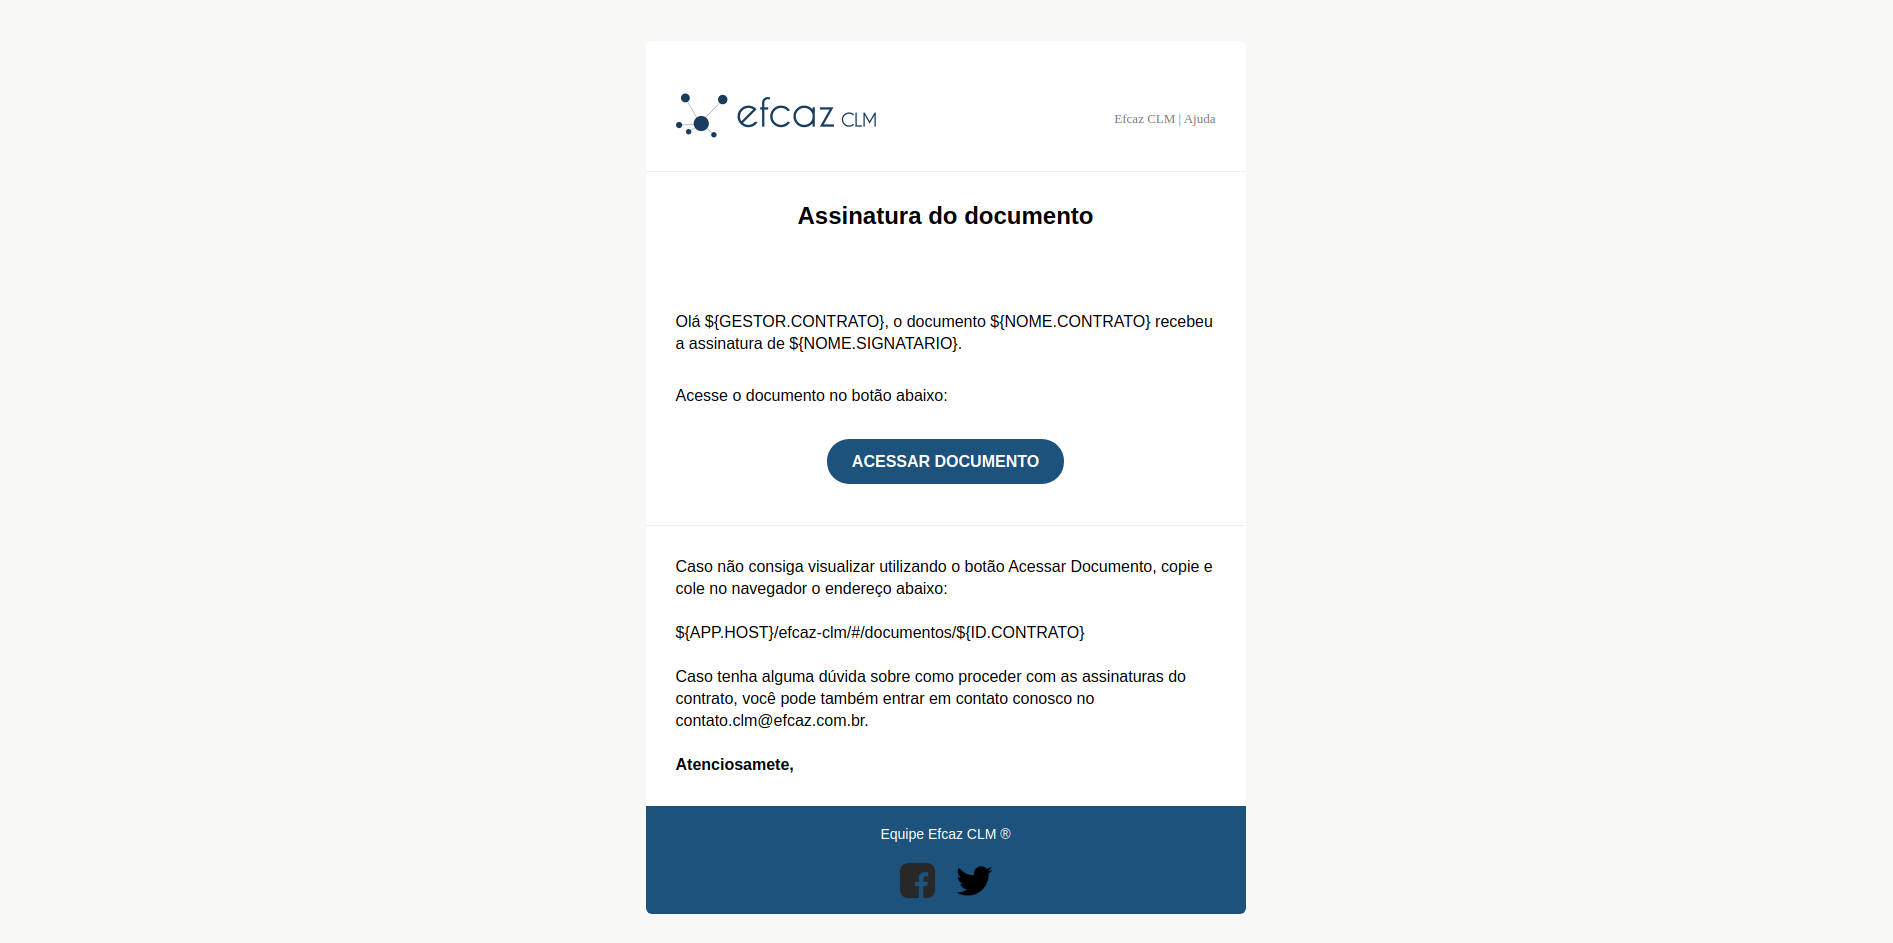 efcaz CLM
Efcaz CLM | Ajuda
Assinatura do documento
Olá ${GESTOR.CONTRATO}, o documento ${NOME.CONTRATO} recebeu
a assinatura de ${NOME.SIGNATARIO}.
Acesse o documento no botão abaixo:
ACESSAR DOCUMENTO
Caso não consiga visualizar utilizando o botão Acessar Documento, copie e
cole no navegador o endereço abaixo:
${APP.HOST}/efcaz-clm/#/documentos/${ID.CONTRATO}
Caso tenha alguma dúvida sobre como proceder com as assinaturas do
contrato, você pode também entrar em contato conosco no
contato.clm@efcaz.com.br.
Atenciosamete,
Equipe Efcaz CLM ®